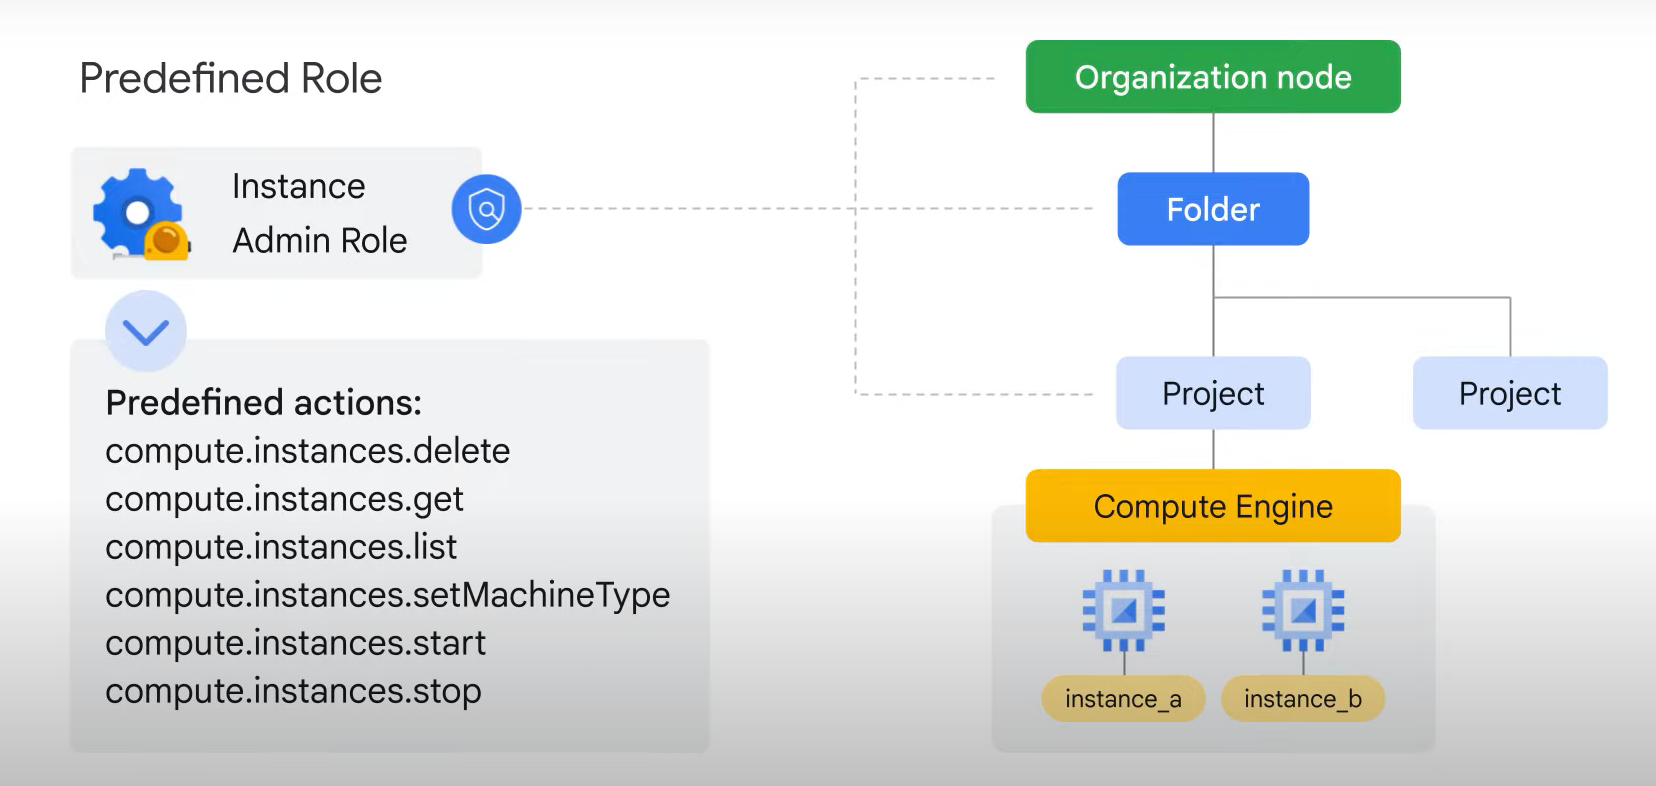 Predefined Role
Instance
Admin Role
Predefined actions:
compute.instances.delete
compute.instances.get
compute.instances.list
compute.instances.setMachineType
compute.instances.start
compute.instances.stop
Organization node
Folder
Project
Project
Compute Engine
instance_a
instance_b